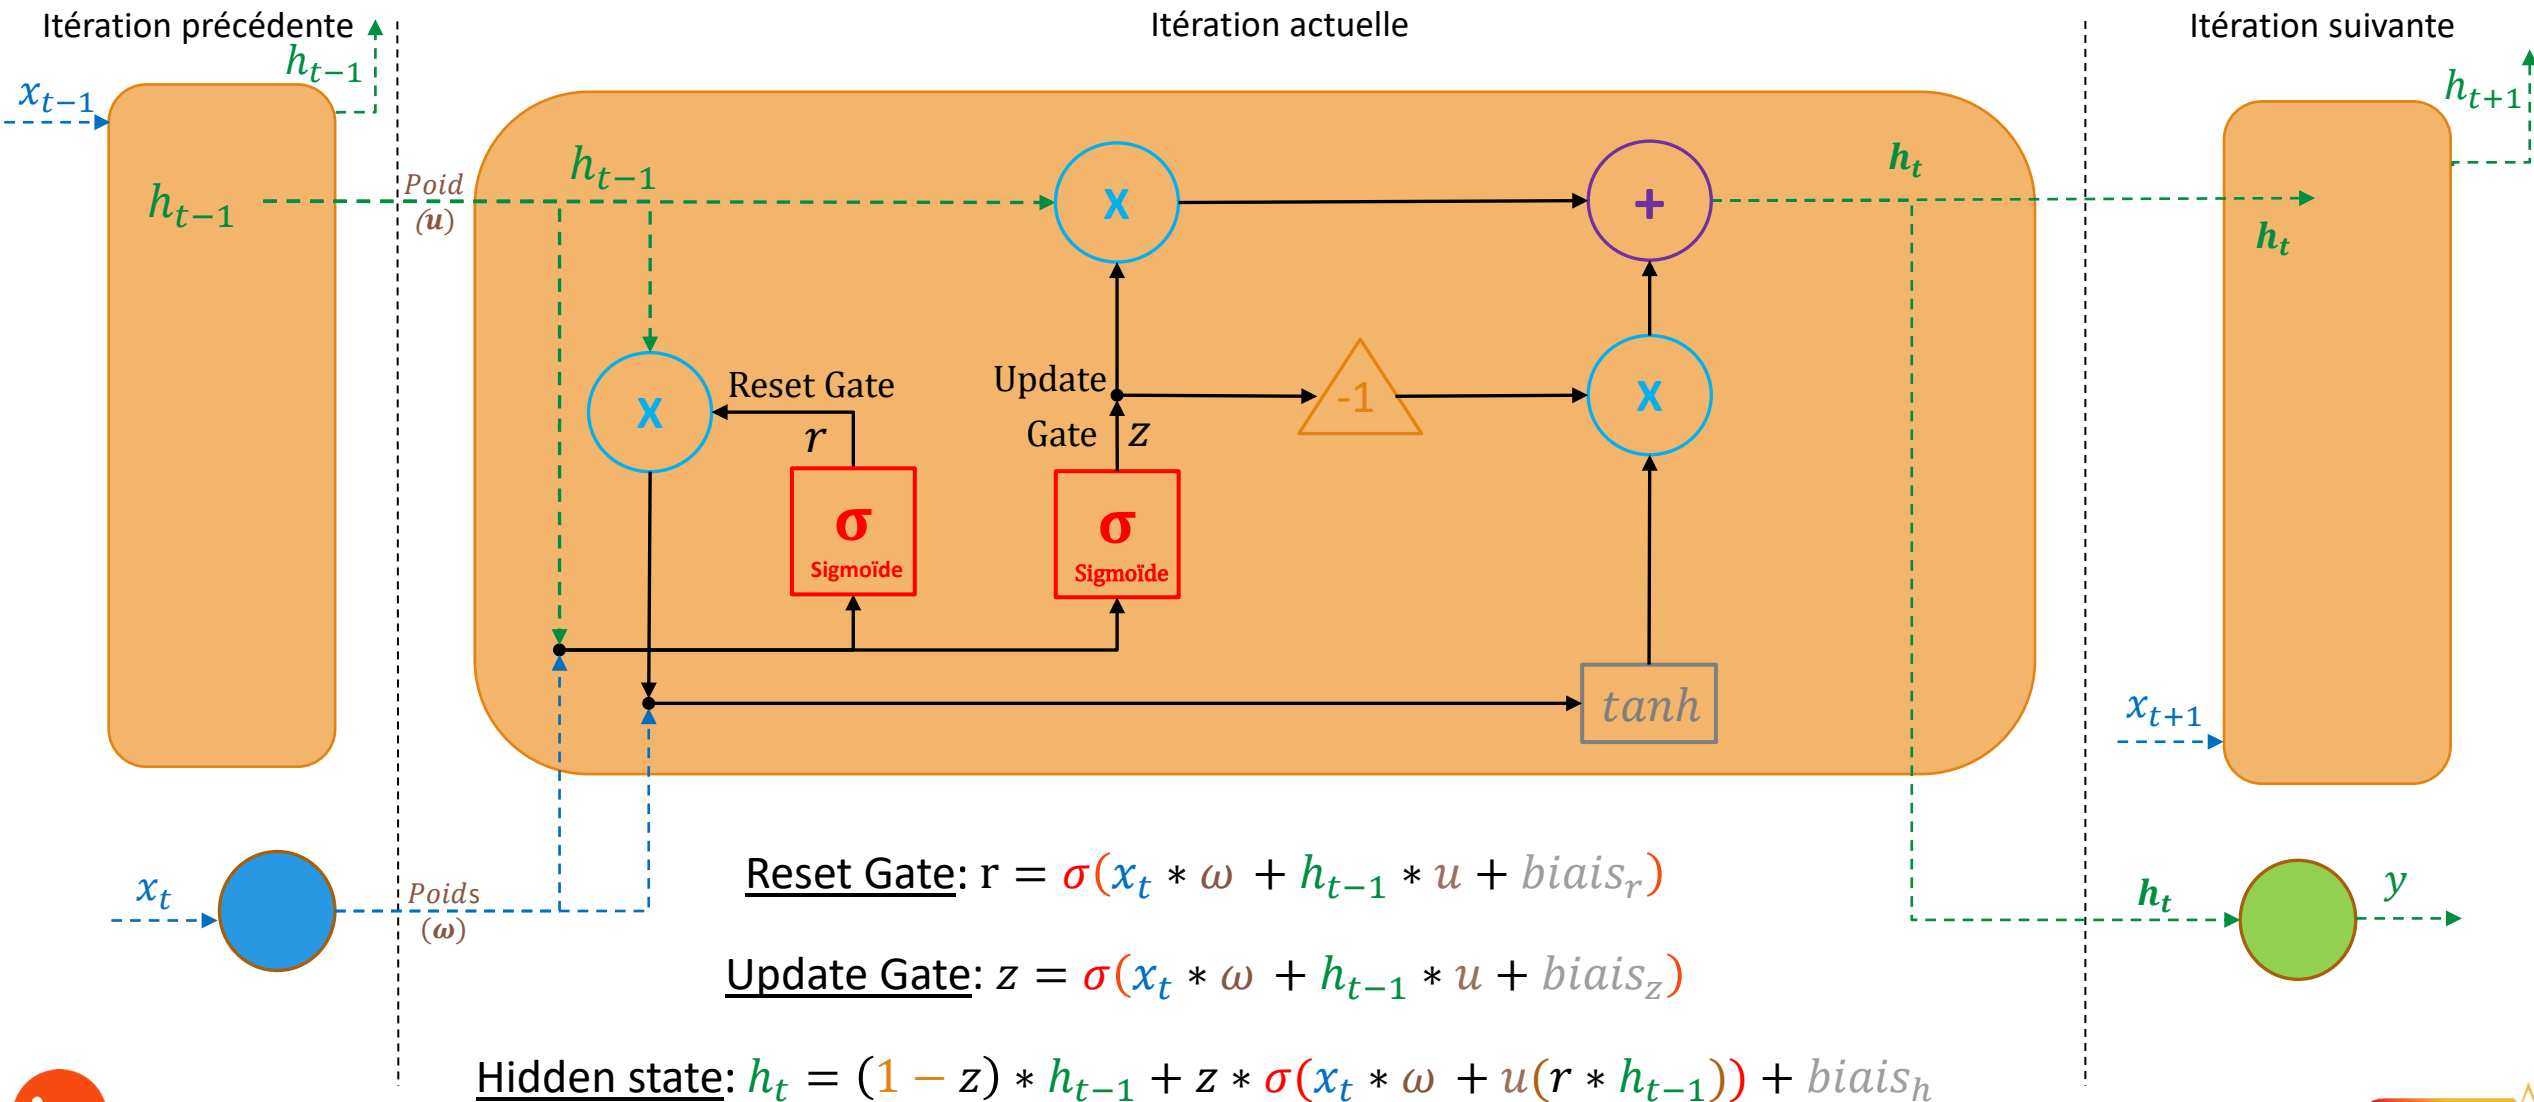 Itération précédente
Itération actuelle
Itération suivante
h_{t−1}
x_{t−1}
h_{t+1}
h_{t−1}
Poid
(u)
h_{t−1}
X
+
h_t
h_t
X
Reset Gate
r
Update
Gate
z
-1
X
σ
Sigmoïde
σ
Sigmoïde
tanh
x_{t+1}
x_t
Poids
(ω)
h_t
y
Reset Gate: r = σ(x_t * ω + h_{t−1} * u + biais_r)
Update Gate: z = σ(x_t * ω + h_{t−1} * u + biais_z)
Hidden state: h_t = (1 − z) * h_{t−1} + z * σ(x_t * ω + u(r * h_{t−1})) + biais_h